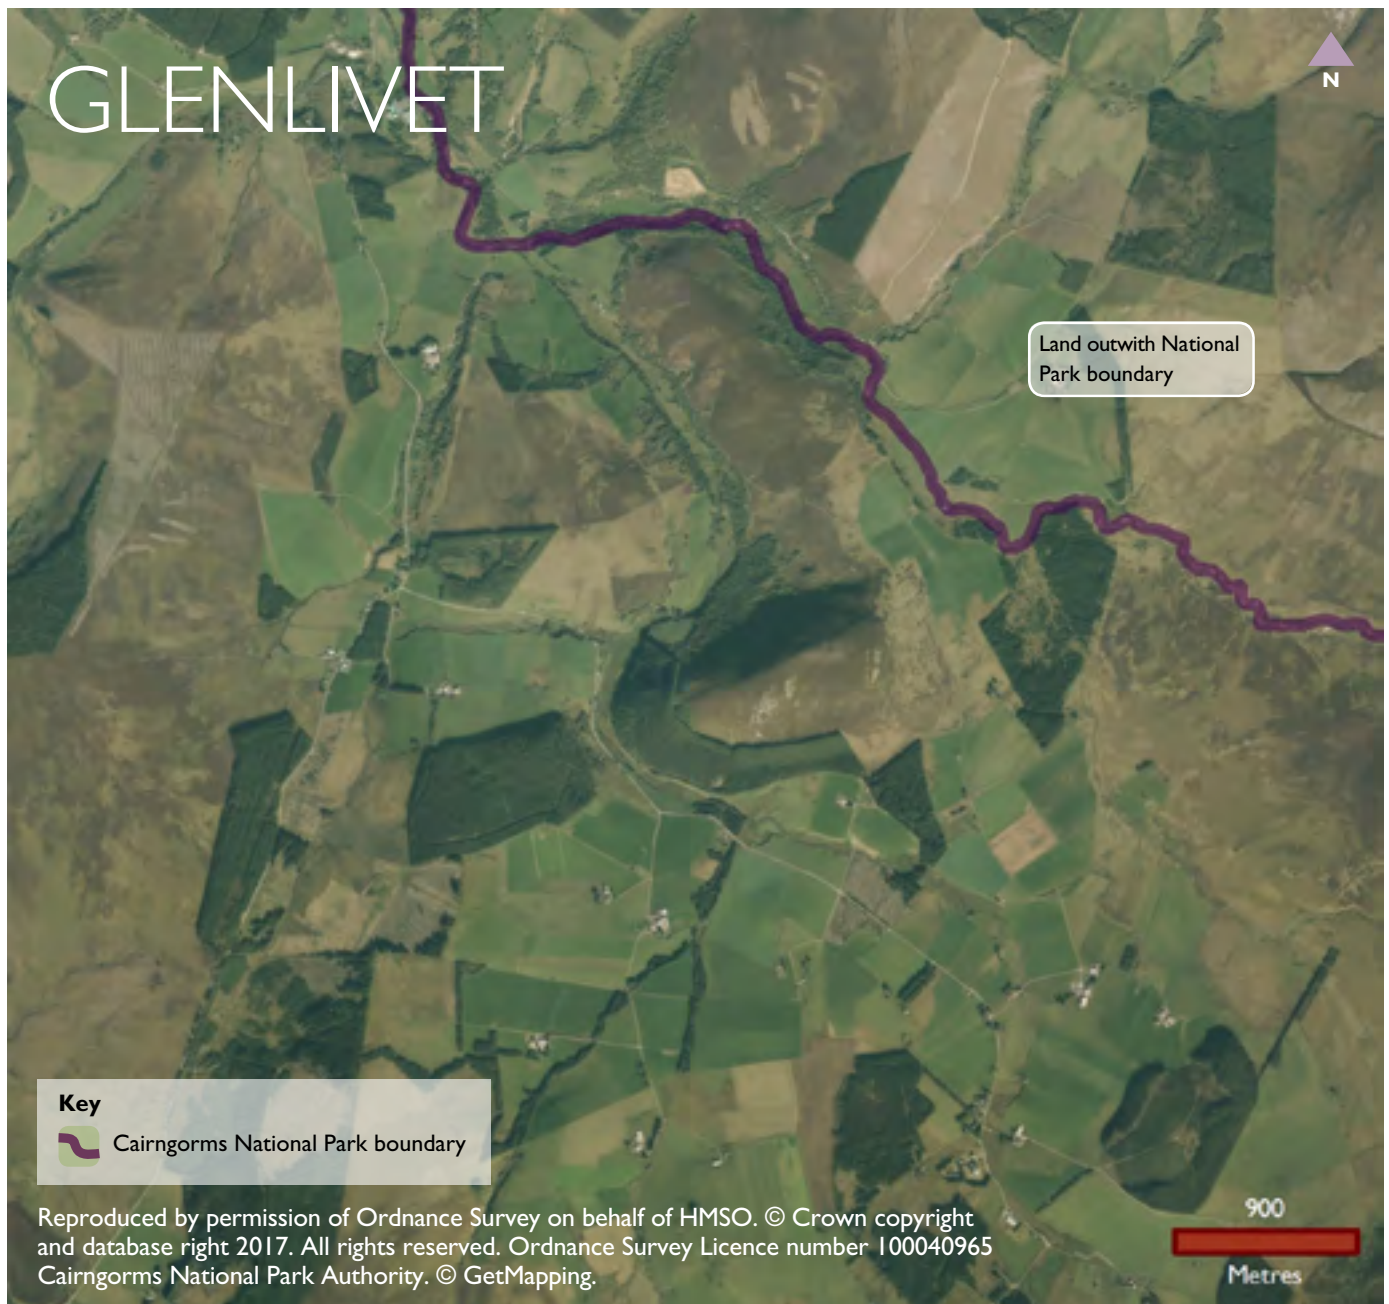 GLENLIVET
N
Land outwith National
Park boundary
Key
Cairngorms National Park boundary
Reproduced by permission of Ordnance Survey on behalf of HMSO. © Crown copyright
and database right 2017. All rights reserved. Ordnance Survey Licence number 100040965
Cairngorms National Park Authority. © GetMapping.
900
Metres